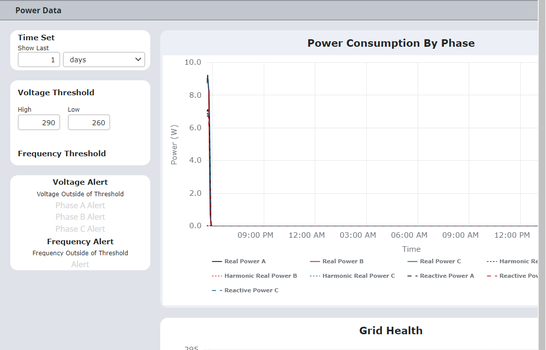 Power Data
Time Set
Show Last
1 days
Voltage Threshold
High Low
290 260
Frequency Threshold
Voltage Alert
Voltage Outside of Threshold
Phase A Alert
Phase B Alert
Phase C Alert
Frequency Alert
Frequency Outside of Threshold
Alert
Power Consumption By Phase
10.0
8.0
6.0
4.0
2.0
0.0
Power (W)
09:00 PM 12:00 AM 03:00 AM 06:00 AM 09:00 AM 12:00 PM
Time
Real Power A Real Power B Real Power C Harmonic Re
Harmonic Real Power B Harmonic Real Power C Reactive Power A Reactive Pow
Reactive Power C
Grid Health
295